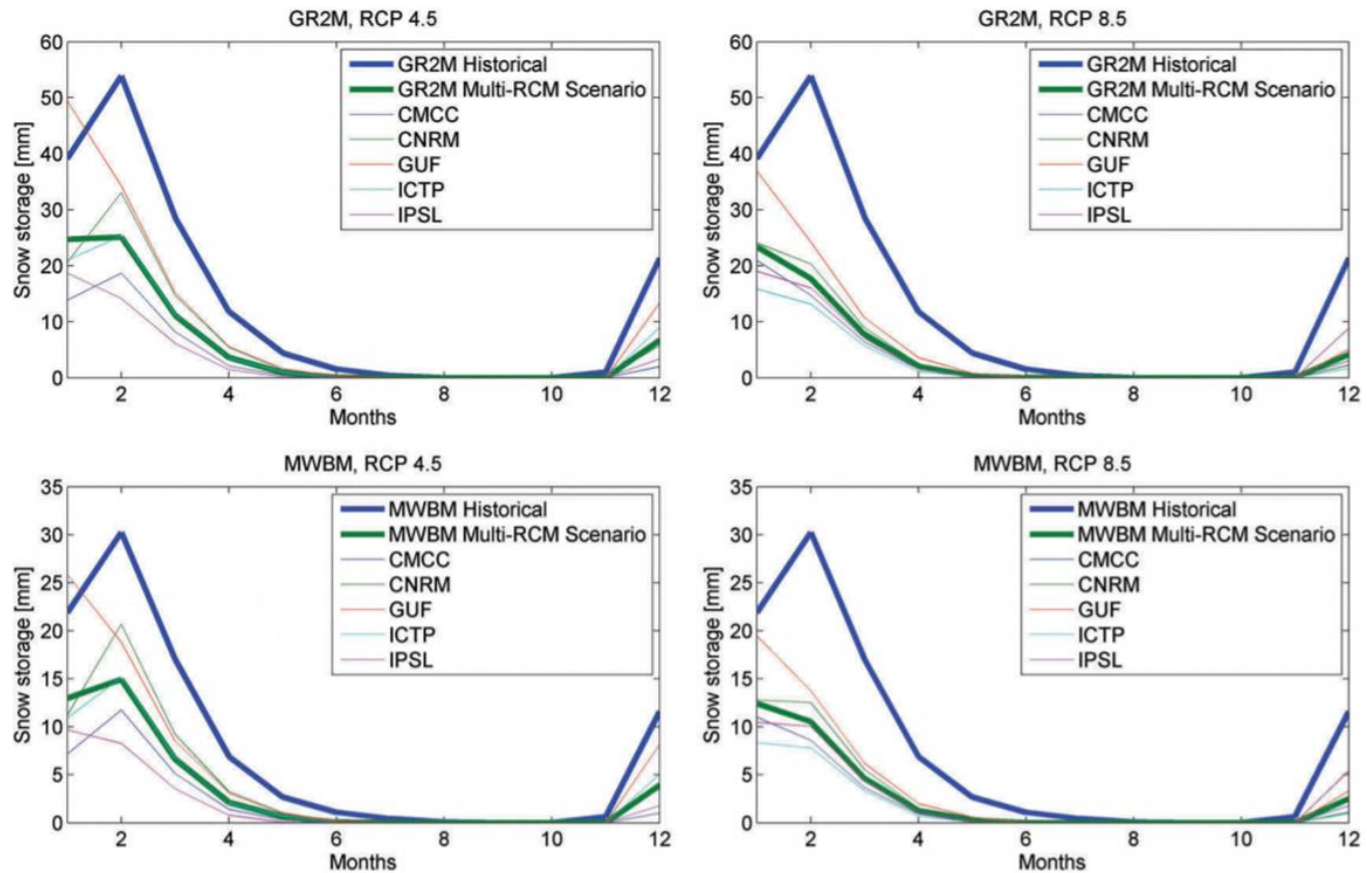 GR2M, RCP 4.5
60
50
40
30
20
10
0
Snow storage [mm]
GR2M Historical
GR2M Multi-RCM Scenario
CMCC
CNRM
GUF
ICTP
IPSL
2
4
6
8
10
12
Months
GR2M, RCP 8.5
60
50
40
30
20
10
0
Snow storage [mm]
GR2M Historical
GR2M Multi-RCM Scenario
CMCC
CNRM
GUF
ICTP
IPSL
2
4
6
8
10
12
Months
MWBM, RCP 4.5
35
30
25
20
15
10
5
0
Snow storage [mm]
MWBM Historical
MWBM Multi-RCM Scenario
CMCC
CNRM
GUF
ICTP
IPSL
2
4
6
8
10
12
Months
MWBM, RCP 8.5
35
30
25
20
15
10
5
0
Snow storage [mm]
MWBM Historical
MWBM Multi-RCM Scenario
CMCC
CNRM
GUF
ICTP
IPSL
2
4
6
8
10
12
Months